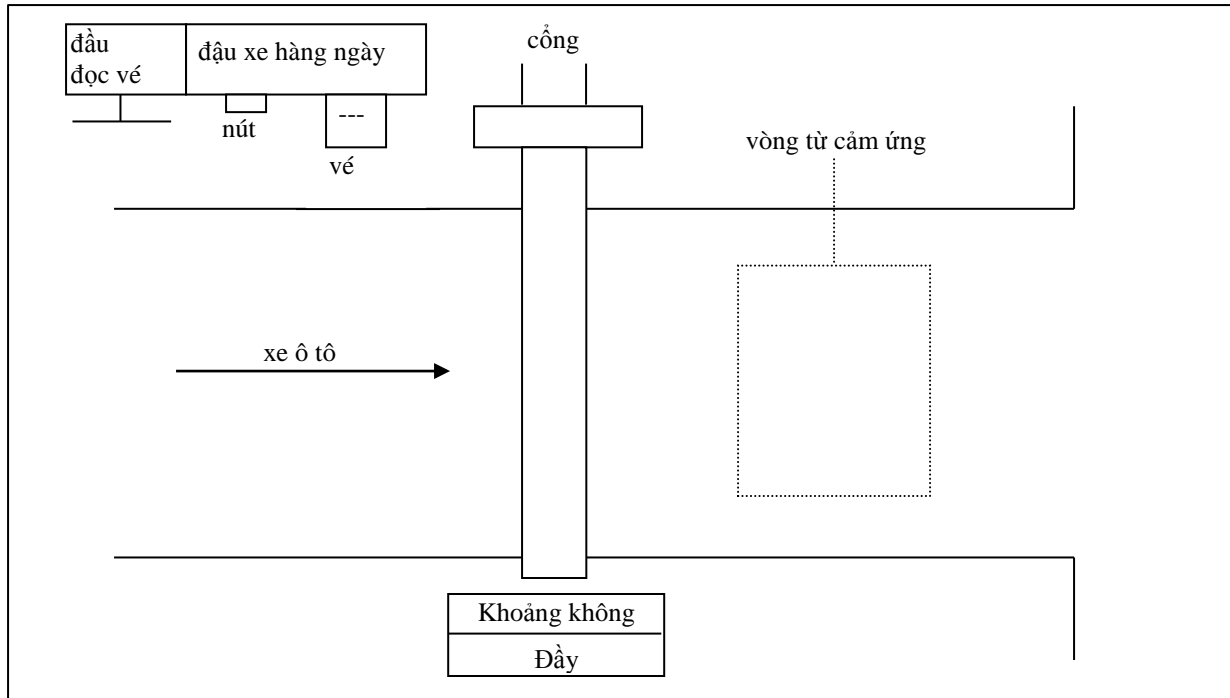 đầu
đọc vé
đậu xe hàng ngày
cổng
nút
---
vé
vòng từ cảm ứng
xe ô tô
Khoảng không
Đầy